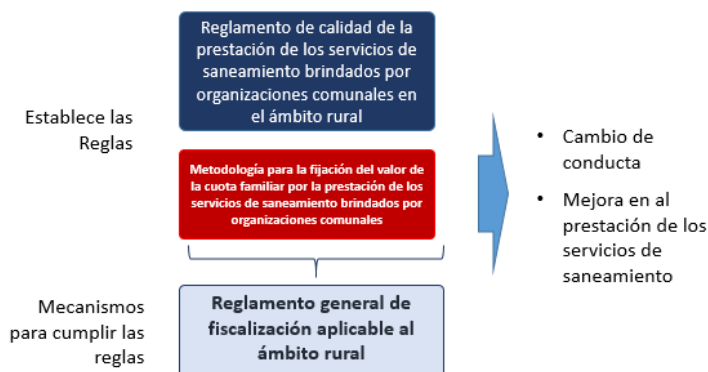 Reglamento de calidad de la
prestación de los servicios de
saneamiento brindados por
organizaciones comunales en
el ámbito rural
Establece las
Reglas
Metodología para la fijación del valor de
la cuota familiar por la prestación de los
servicios de saneamiento brindados por
organizaciones comunales
• Cambio de
conducta
• Mejora en al
prestación de los
servicios de
saneamiento
Mecanismos
para cumplir las
reglas
Reglamento general de
fiscalización aplicable al
ámbito rural